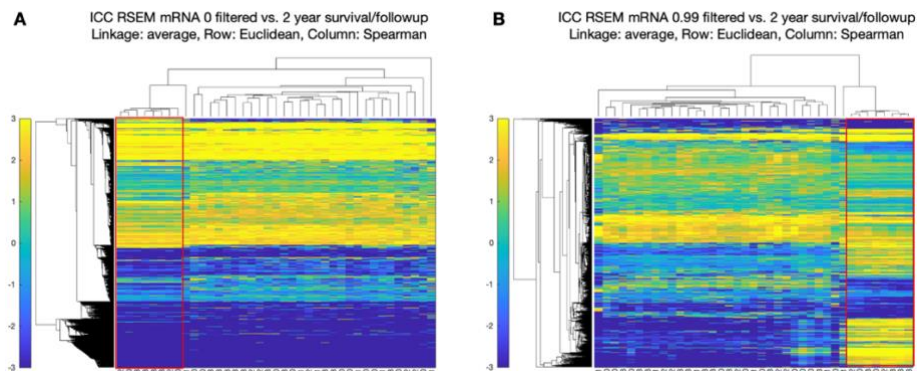 A
ICC RSEM mRNA 0 filtered vs. 2 year survival/followup
Linkage: average, Row: Euclidean, Column: Spearman
3
2
1
0
-1
-2
-3
B
ICC RSEM mRNA 0.99 filtered vs. 2 year survival/followup
Linkage: average, Row: Euclidean, Column: Spearman
3
2
1
0
-1
-2
-3